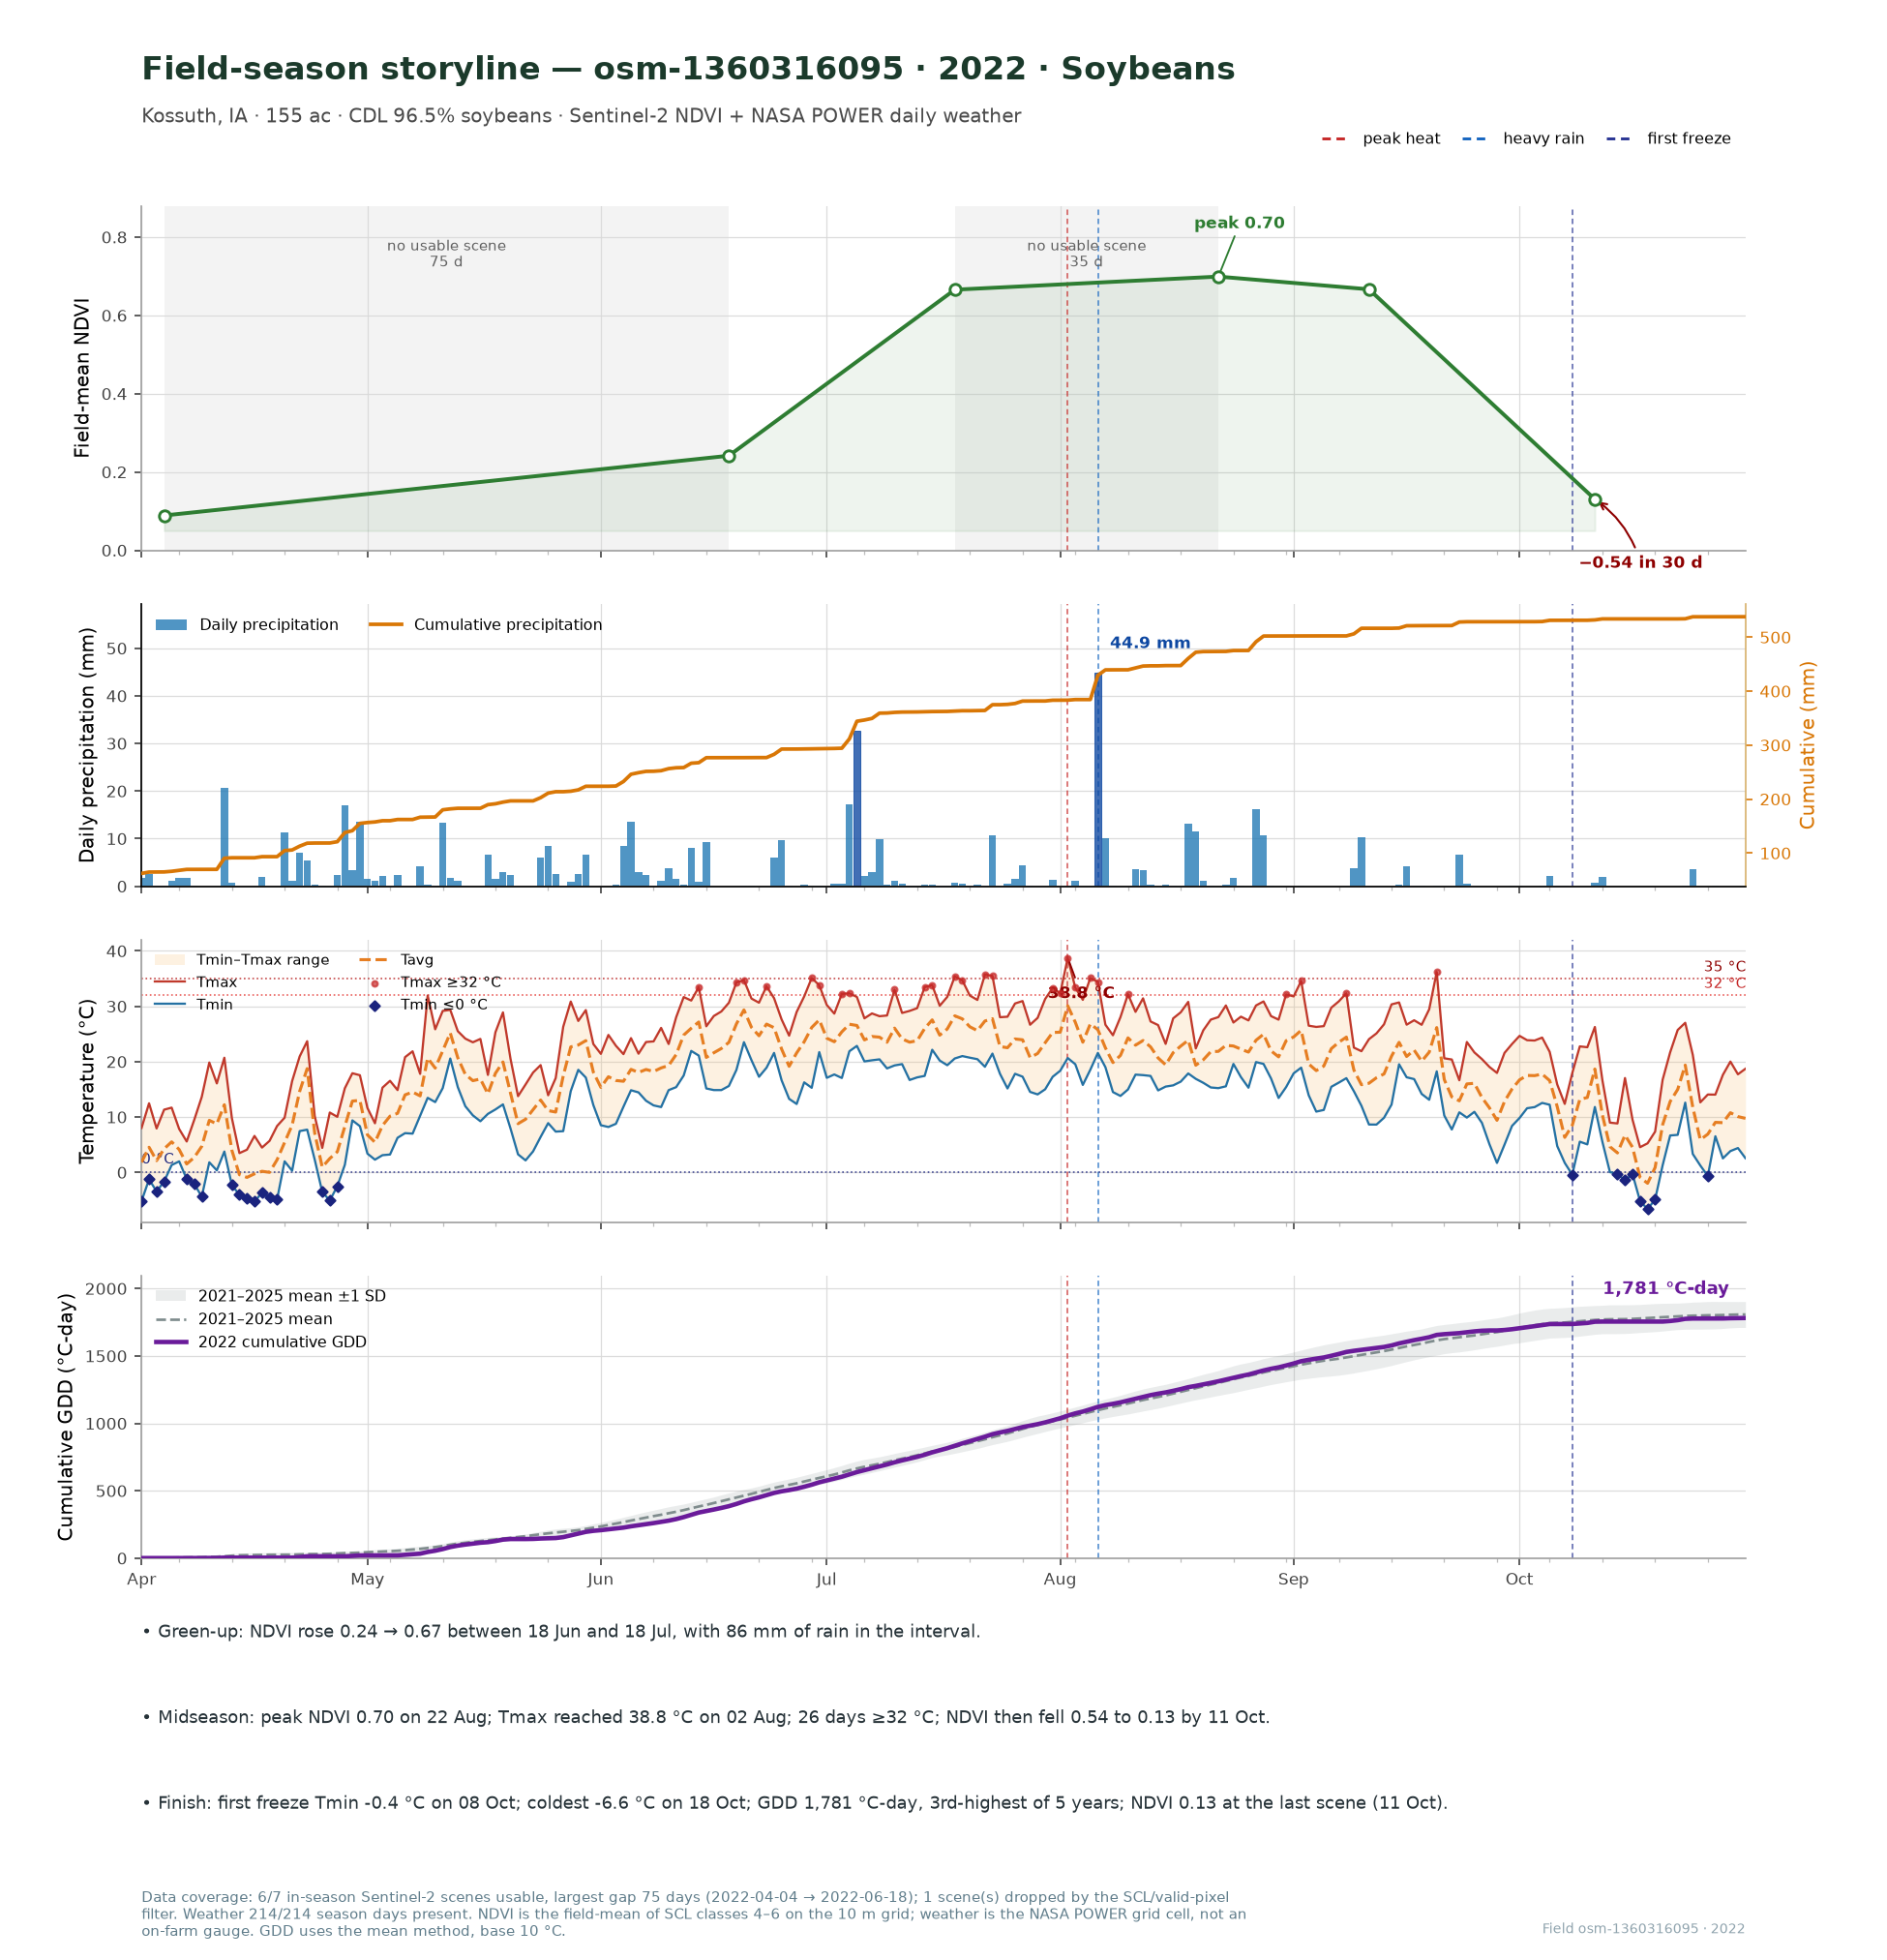 Field-season storyline — osm-1360316095 · 2022 · Soybeans
Kossuth, IA · 155 ac · CDL 96.5% soybeans · Sentinel-2 NDVI + NASA POWER daily weather
peak heat
heavy rain
first freeze
Field-mean NDVI
0.8
0.6
0.4
0.2
0.0
no usable scene
75 d
no usable scene
35 d
peak 0.70
−0.54 in 30 d
Daily precipitation (mm)
50
40
30
20
10
0
Daily precipitation
Cumulative precipitation
44.9 mm
500
400
300
200
100
Cumulative (mm)
Temperature (°C)
40
30
20
10
0
Tmin–Tmax range
Tmax
Tmin
Tavg
Tmax ≥32 °C
Tmin ≤0 °C
38.8 °C
35 °C
32 °C
0 °C
Cumulative GDD (°C-day)
2000
1500
1000
500
0
2021–2025 mean ±1 SD
2021–2025 mean
2022 cumulative GDD
1,781 °C-day
Apr
May
Jun
Jul
Aug
Sep
Oct
• Green-up: NDVI rose 0.24 → 0.67 between 18 Jun and 18 Jul, with 86 mm of rain in the interval.
• Midseason: peak NDVI 0.70 on 22 Aug; Tmax reached 38.8 °C on 02 Aug; 26 days ≥32 °C; NDVI then fell 0.54 to 0.13 by 11 Oct.
• Finish: first freeze Tmin -0.4 °C on 08 Oct; coldest -6.6 °C on 18 Oct; GDD 1,781 °C-day, 3rd-highest of 5 years; NDVI 0.13 at the last scene (11 Oct).
Data coverage: 6/7 in-season Sentinel-2 scenes usable, largest gap 75 days (2022-04-04 → 2022-06-18); 1 scene(s) dropped by the SCL/valid-pixel
filter. Weather 214/214 season days present. NDVI is the field-mean of SCL classes 4–6 on the 10 m grid; weather is the NASA POWER grid cell, not an
on-farm gauge. GDD uses the mean method, base 10 °C.
Field osm-1360316095 · 2022